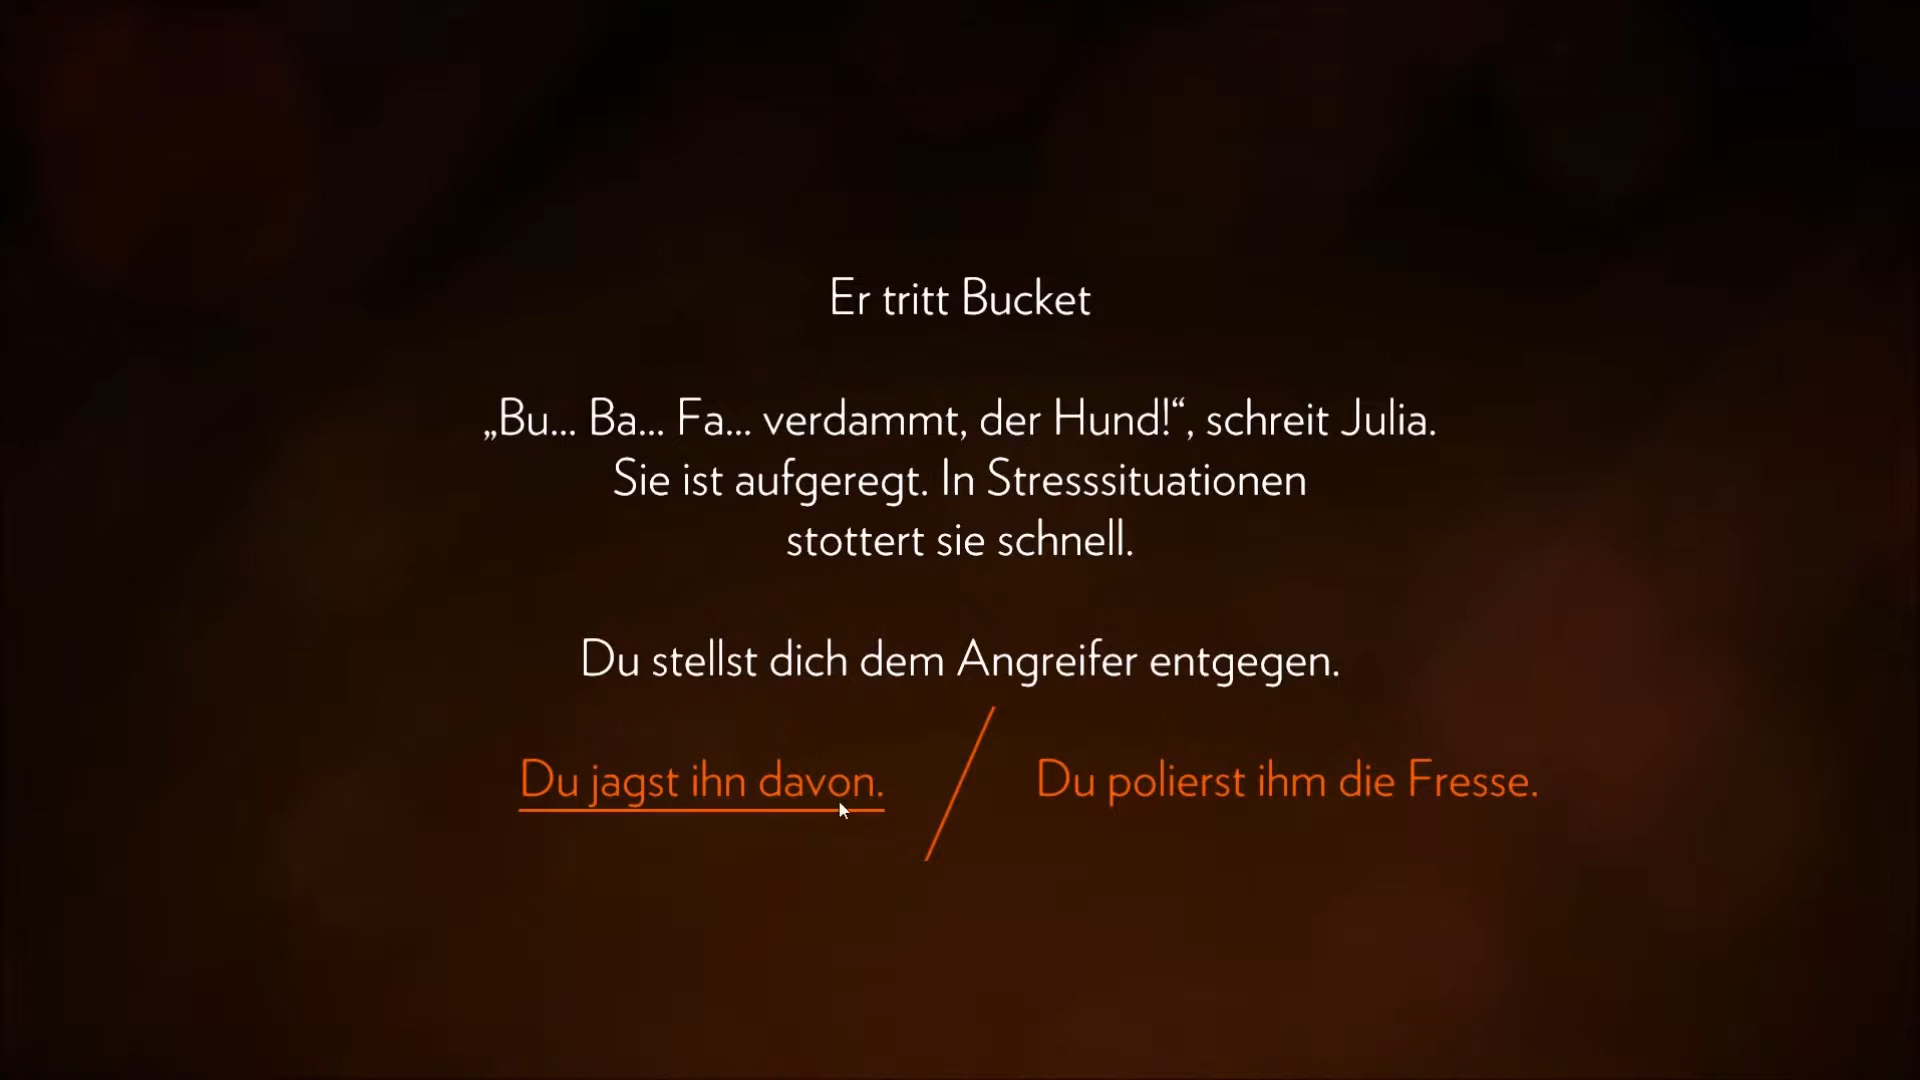 Er tritt Bucket
„Bu... Ba... Fa... verdammt, der Hund!“, schreit Julia.
Sie ist aufgeregt. In Stresssituationen
stottert sie schnell.
Du stellst dich dem Angreifer entgegen.
Du jagst ihn davon.
Du polierst ihm die Fresse.